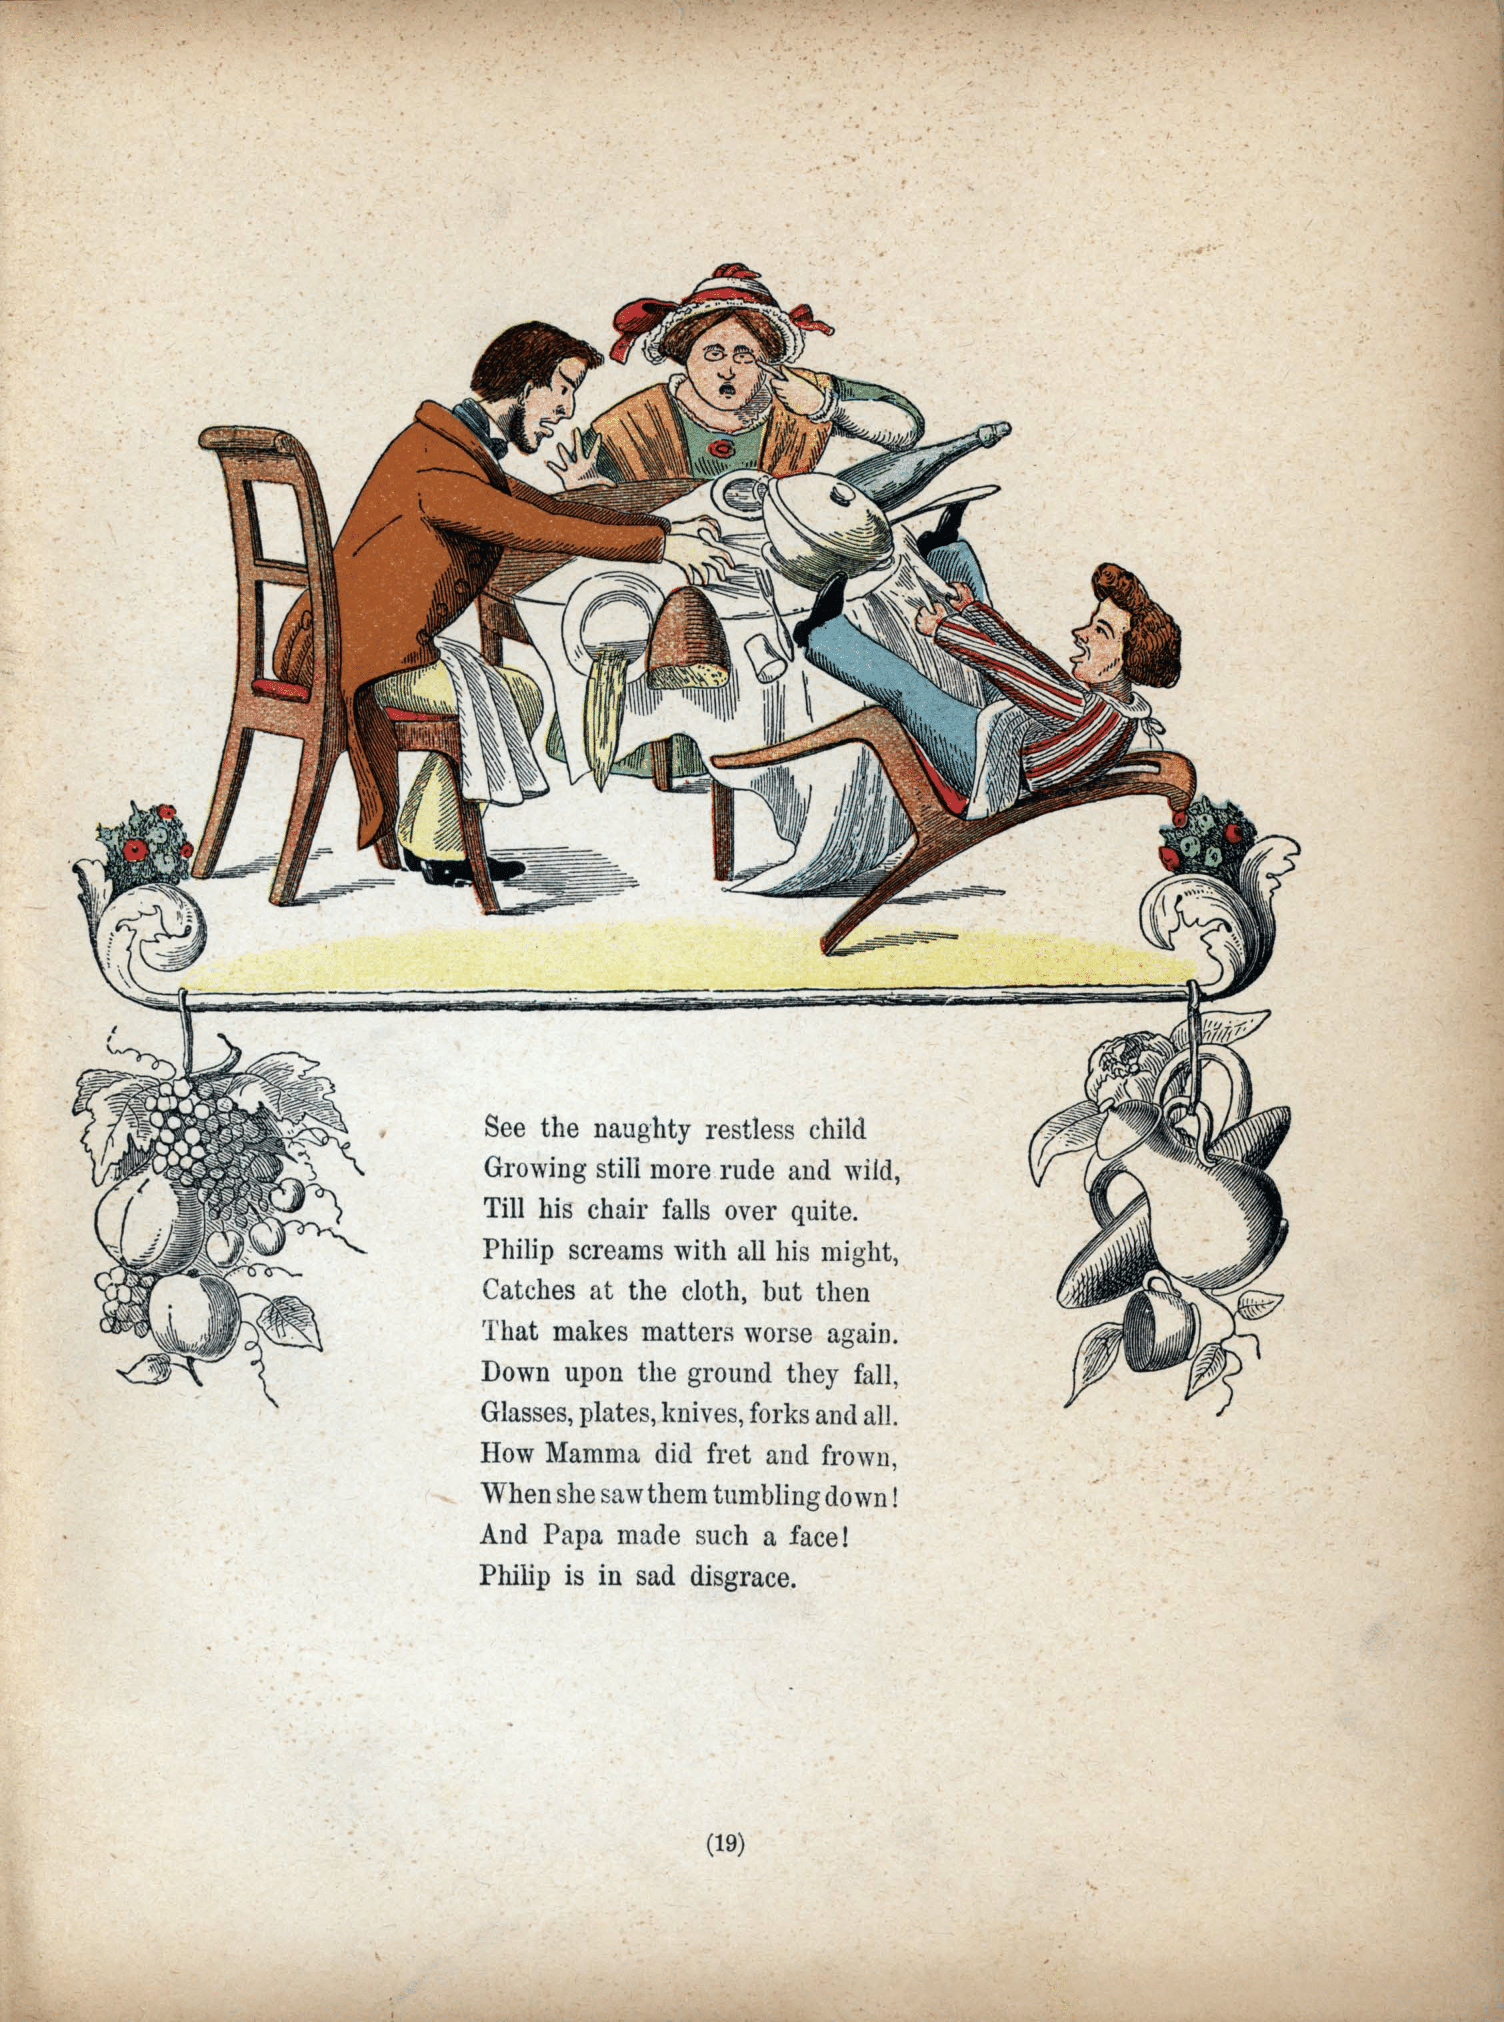 See the naughty restless child
Growing still more rude and wild,
Till his chair falls over quite.
Philip screams with all his might,
Catches at the cloth, but then
That makes matters worse again.
Down upon the ground they fall,
Glasses, plates, knives, forks and all.
How Mamma did fret and frown,
When she saw them tumbling down!
And Papa made such a face!
Philip is in sad disgrace.
(19)